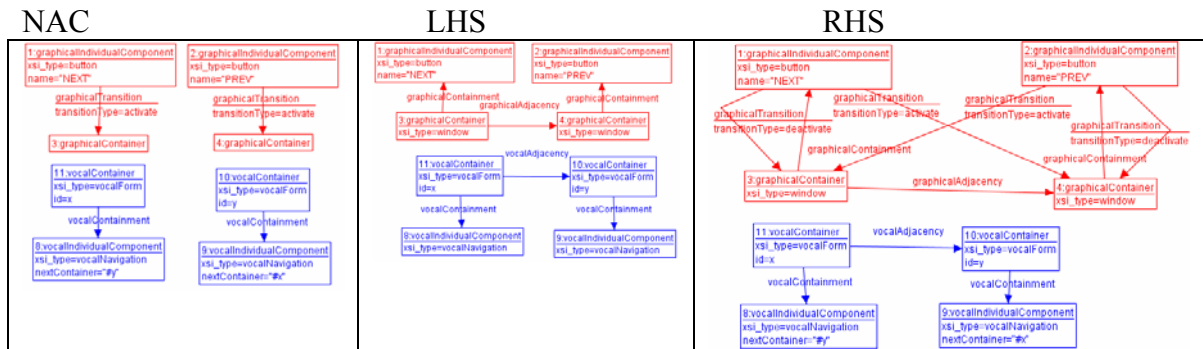 NAC
LHS
RHS
1:graphicalIndividualComponent
xsi_type=button
name="NEXT"
2:graphicalIndividualComponent
xsi_type=button
name="PREV"
graphicalTransition
transitionType=activate
graphicalTransition
transitionType=activate
3:graphicalContainer
4:graphicalContainer
11:vocalContainer
xsi_type=vocalForm
id=x
10:vocalContainer
xsi_type=vocalForm
id=y
vocalContainment
vocalContainment
8:vocalIndividualComponent
xsi_type=vocalNavigation
nextContainer="#y"
9:vocalIndividualComponent
xsi_type=vocalNavigation
nextContainer="#x"
1:graphicalIndividualComponent
xsi_type=button
name="NEXT"
2:graphicalIndividualComponent
xsi_type=button
name="PREV"
graphicalContainment
graphicalContainment
graphicalAdjacency
3:graphicalContainer
xsi_type=window
4:graphicalContainer
xsi_type=window
vocalAdjacency
11:vocalContainer
xsi_type=vocalForm
id=x
10:vocalContainer
xsi_type=vocalForm
id=y
vocalContainment
vocalContainment
8:vocalIndividualComponent
xsi_type=vocalNavigation
9:vocalIndividualComponent
xsi_type=vocalNavigation
1:graphicalIndividualComponent
xsi_type=button
name="NEXT"
2:graphicalIndividualComponent
xsi_type=button
name="PREV"
graphicalTransition
transitionType=deactivate
graphicalTransition
transitionType=activate
graphicalTransition
transitionType=activate
graphicalTransition
transitionType=deactivate
graphicalContainment
graphicalContainment
3:graphicalContainer
xsi_type=window
graphicalAdjacency
4:graphicalContainer
xsi_type=window
11:vocalContainer
xsi_type=vocalForm
id=x
vocalAdjacency
10:vocalContainer
xsi_type=vocalForm
id=y
vocalContainment
vocalContainment
8:vocalIndividualComponent
xsi_type=vocalNavigation
nextContainer="#y"
9:vocalIndividualComponent
xsi_type=vocalNavigation
nextContainer="#x"